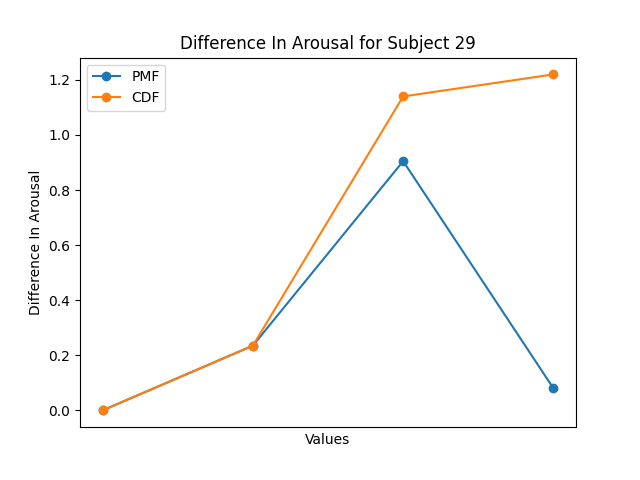 Difference In Arousal for Subject 29
PMF
CDF
1.2
1.0
0.8
0.6
0.4
0.2
0.0
Difference In Arousal
Values